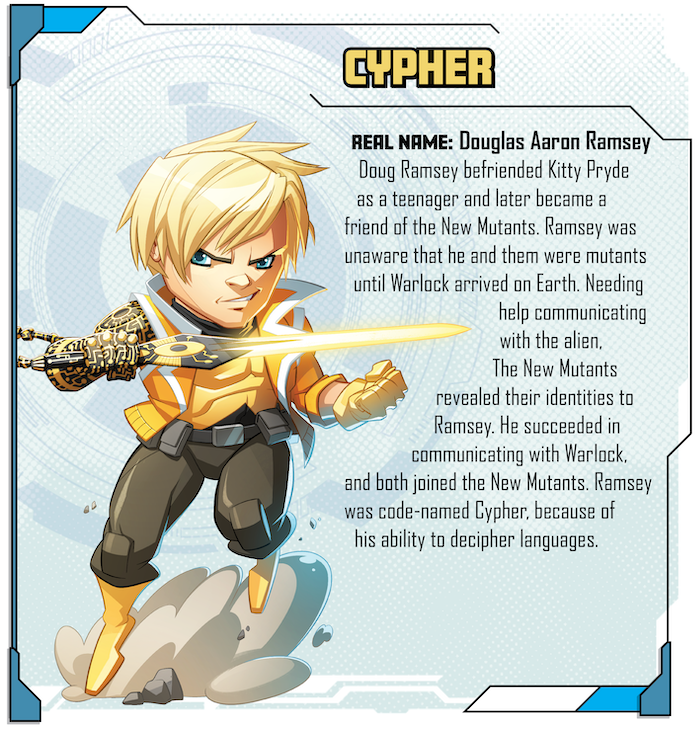 CYPHER
REAL NAME: Douglas Aaron Ramsey
Doug Ramsey befriended Kitty Pryde
as a teenager and later became a
friend of the New Mutants. Ramsey was
unaware that he and them were mutants
until Warlock arrived on Earth. Needing
help communicating
with the alien,
The New Mutants
revealed their identities to
Ramsey. He succeeded in
communicating with Warlock,
and both joined the New Mutants. Ramsey
was code-named Cypher, because of
his ability to decipher languages.